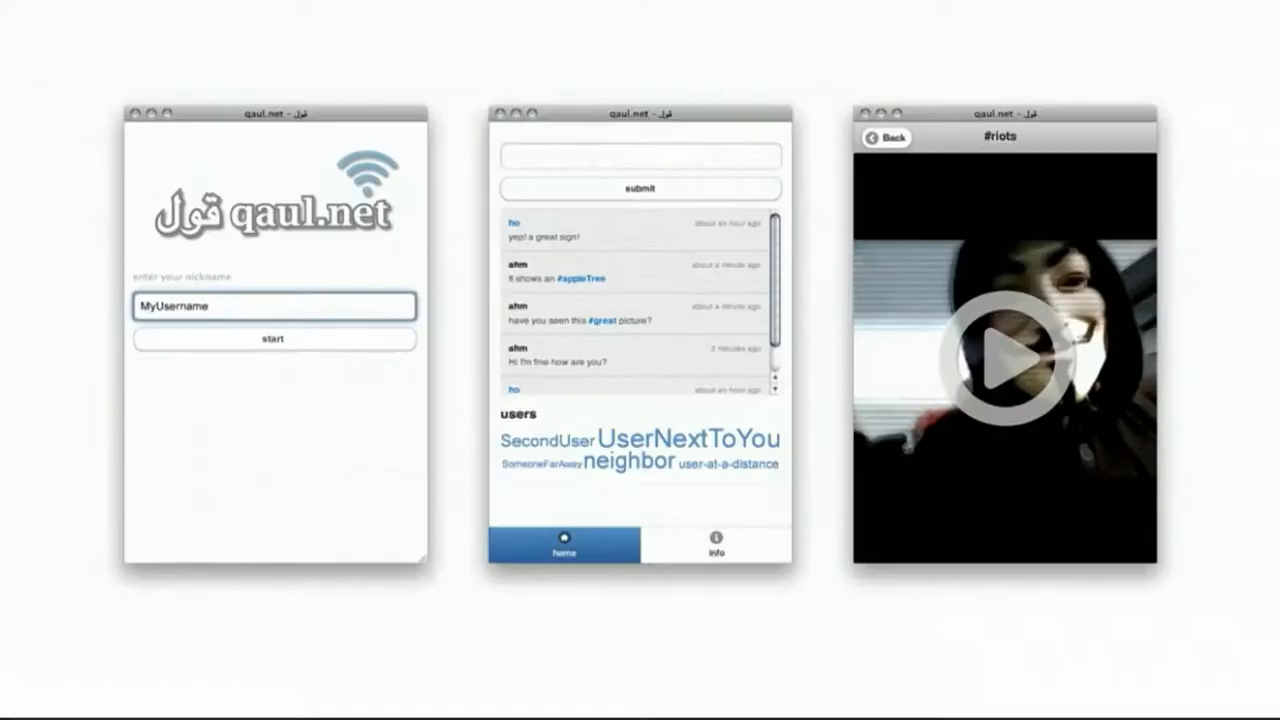 qaul.net - قول
قول qaul.net
enter your nickname
MyUsername
start
qaul.net - قول
submit
ho about an hour ago
yep! a great sign!
ahm about a minute ago
It shows an #appleTree
ahm about a minute ago
have you seen this #great picture?
ahm 2 minutes ago
Hi I'm fine how are you?
ho about an hour ago
users
SecondUser UserNextToYou
SomeoneFarAway neighbor user-at-a-distance
home
info
qaul.net - قول
Back
#riots